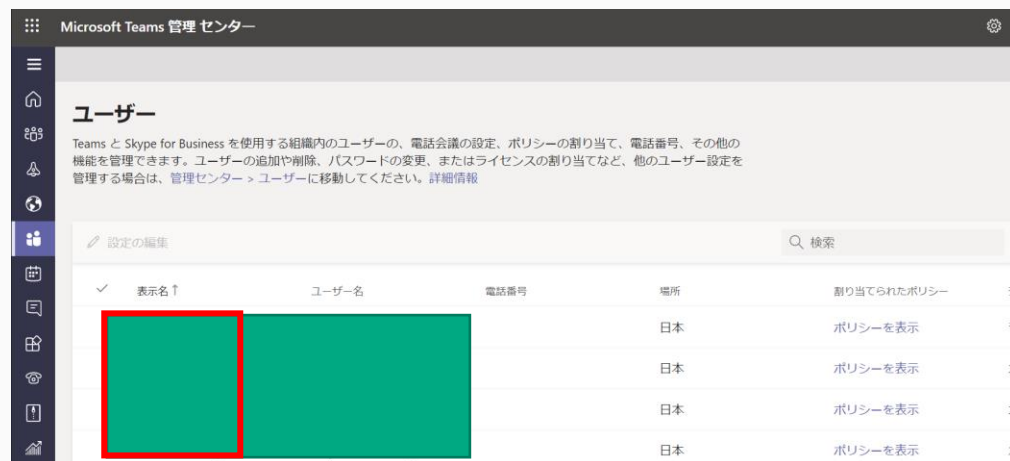 Microsoft Teams 管理センター
ユーザー
Teams と Skype for Business を使用する組織内のユーザーの、電話会議の設定、ポリシーの割り当て、電話番号、その他の
機能を管理できます。ユーザーの追加や削除、パスワードの変更、またはライセンスの割り当てなど、他のユーザー設定を
管理する場合は、管理センター > ユーザーに移動してください。詳細情報
設定の編集
検索
表示名↑ ユーザー名 電話番号 場所 割り当てられたポリシー
日本 ポリシーを表示
日本 ポリシーを表示
日本 ポリシーを表示
日本 ポリシーを表示